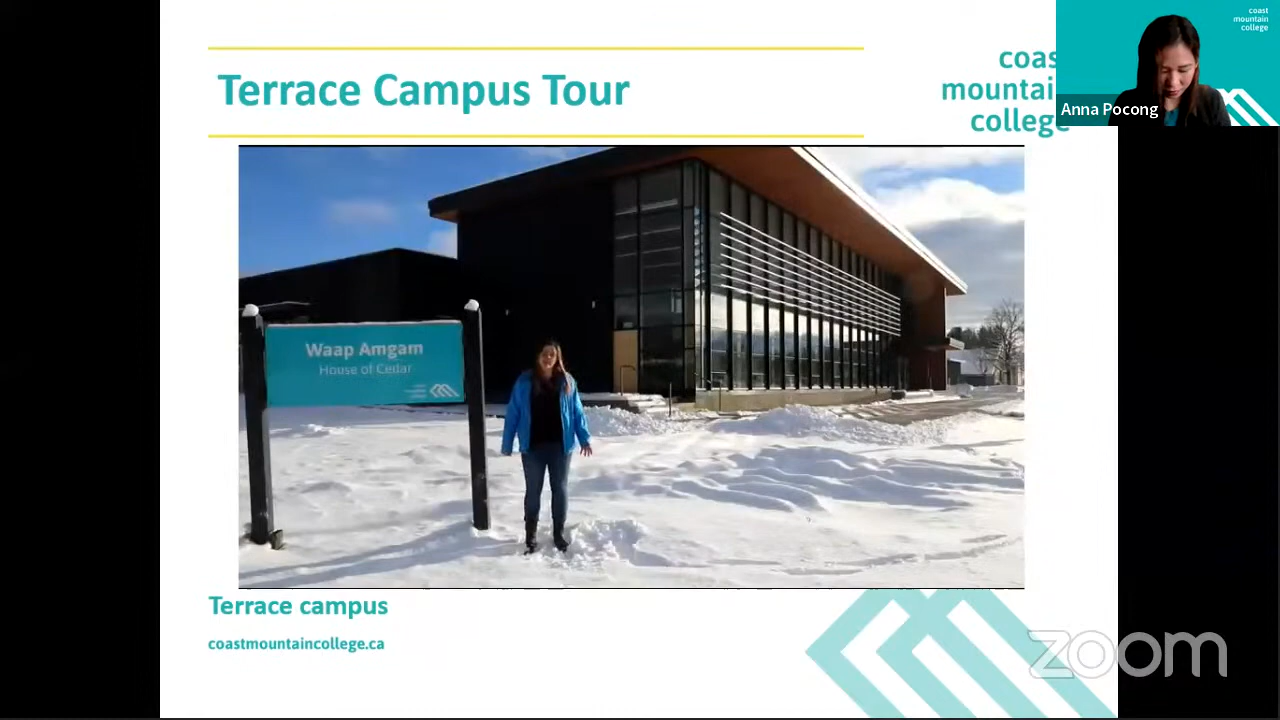 Terrace Campus Tour
coas
mountai
college
coast
mountain
college
Anna Pocong
Waap Amgam
House of Cedar
Terrace campus
coastmountaincollege.ca
zoom